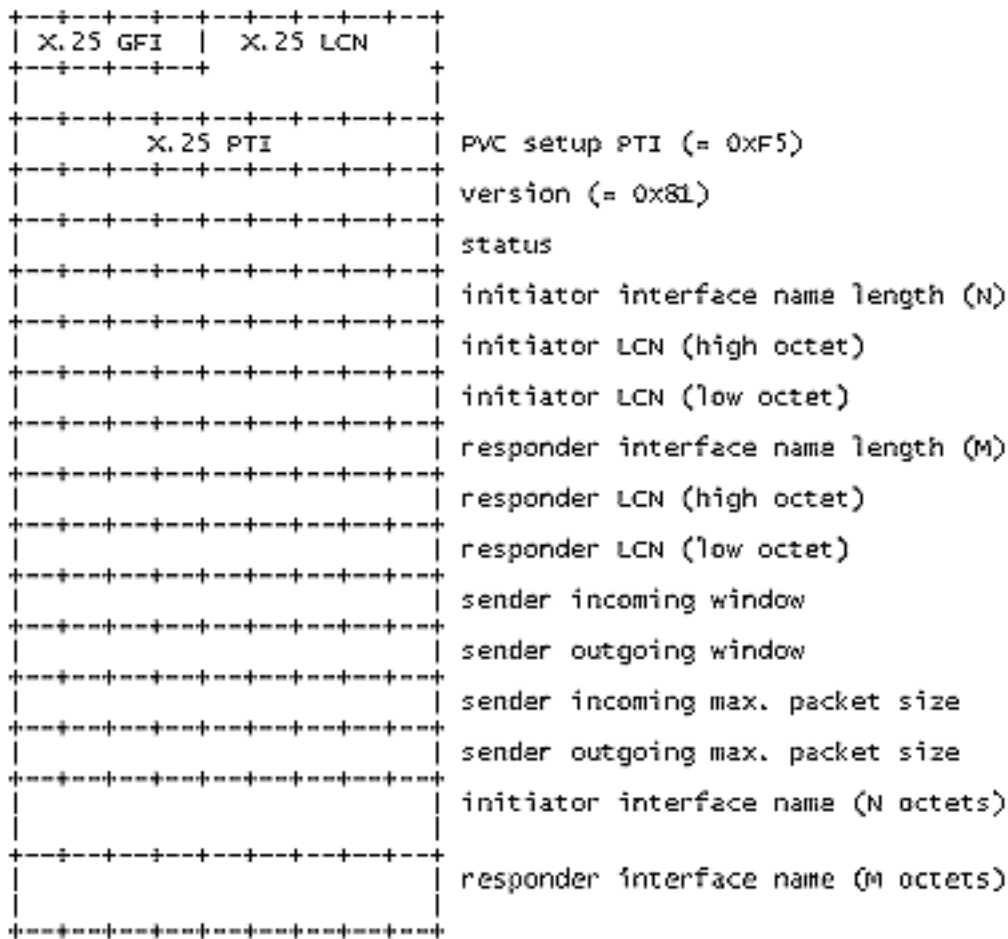 X.25 GFI | X.25 LCN
X.25 PTI PVC setup PTI (= 0xF5)
version (= 0x81)
status
initiator interface name length (N)
initiator LCN (high octet)
initiator LCN (low octet)
responder interface name length (M)
responder LCN (high octet)
responder LCN (low octet)
sender incoming window
sender outgoing window
sender incoming max. packet size
sender outgoing max. packet size
initiator interface name (N octets)
responder interface name (M octets)